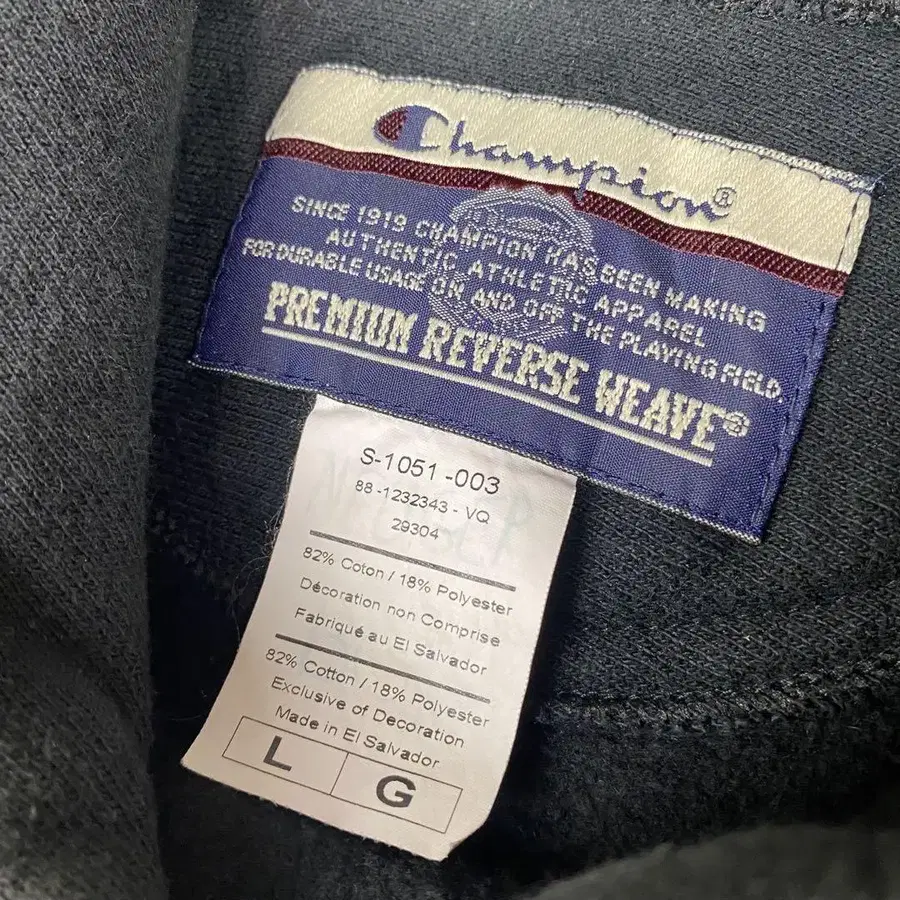 Champion®
SINCE 1919 CHAMPION HAS BEEN MAKING
AUTHENTIC ATHLETIC APPAREL
FOR DURABLE USAGE ON AND OFF THE PLAYING FIELD.
PREMIUM REVERSE WEAVE®
S-1051-003
88-1232343-VQ
29304
82% Coton / 18% Polyester
Décoration non Comprise
Fabriqué au El Salvador
82% Cotton / 18% Polyester
Exclusive of Decoration
Made in El Salvador
L G